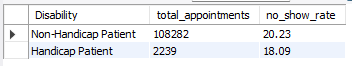 Disability total_appointments no_show_rate
Non-Handicap Patient 108282 20.23
Handicap Patient 2239 18.09